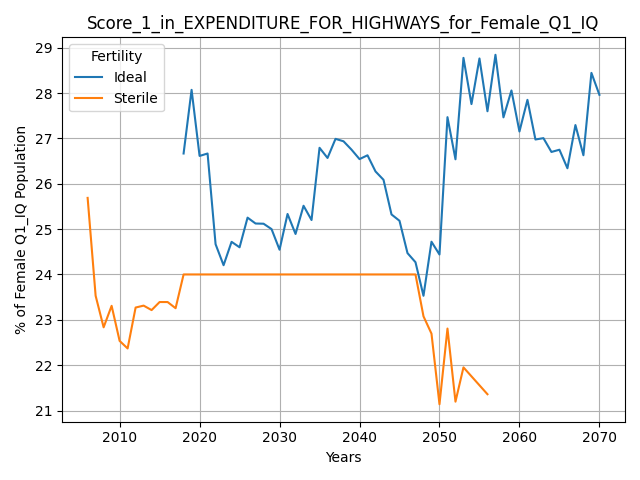 Score_1_in_EXPENDITURE_FOR_HIGHWAYS_for_Female_Q1_IQ
Fertility
Ideal
Sterile
% of Female Q1_IQ Population
29
28
27
26
25
24
23
22
21
2010
2020
2030
2040
2050
2060
2070
Years